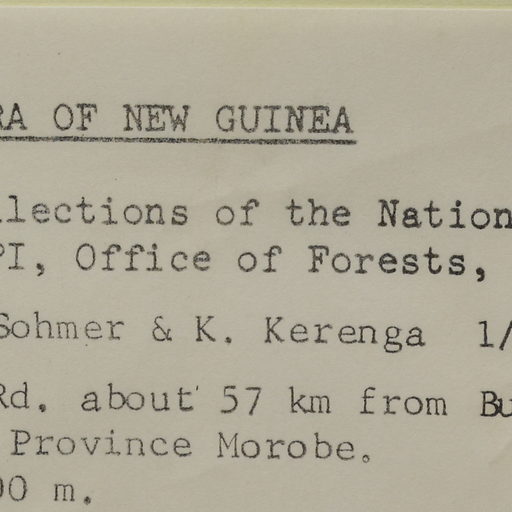 RA OF NEW GUINEA
llections of the Nation
PI, Office of Forests,
Sohmer & K. Kerenga 1/
Rd. about 57 km from Bu
Province Morobe.
00 m.